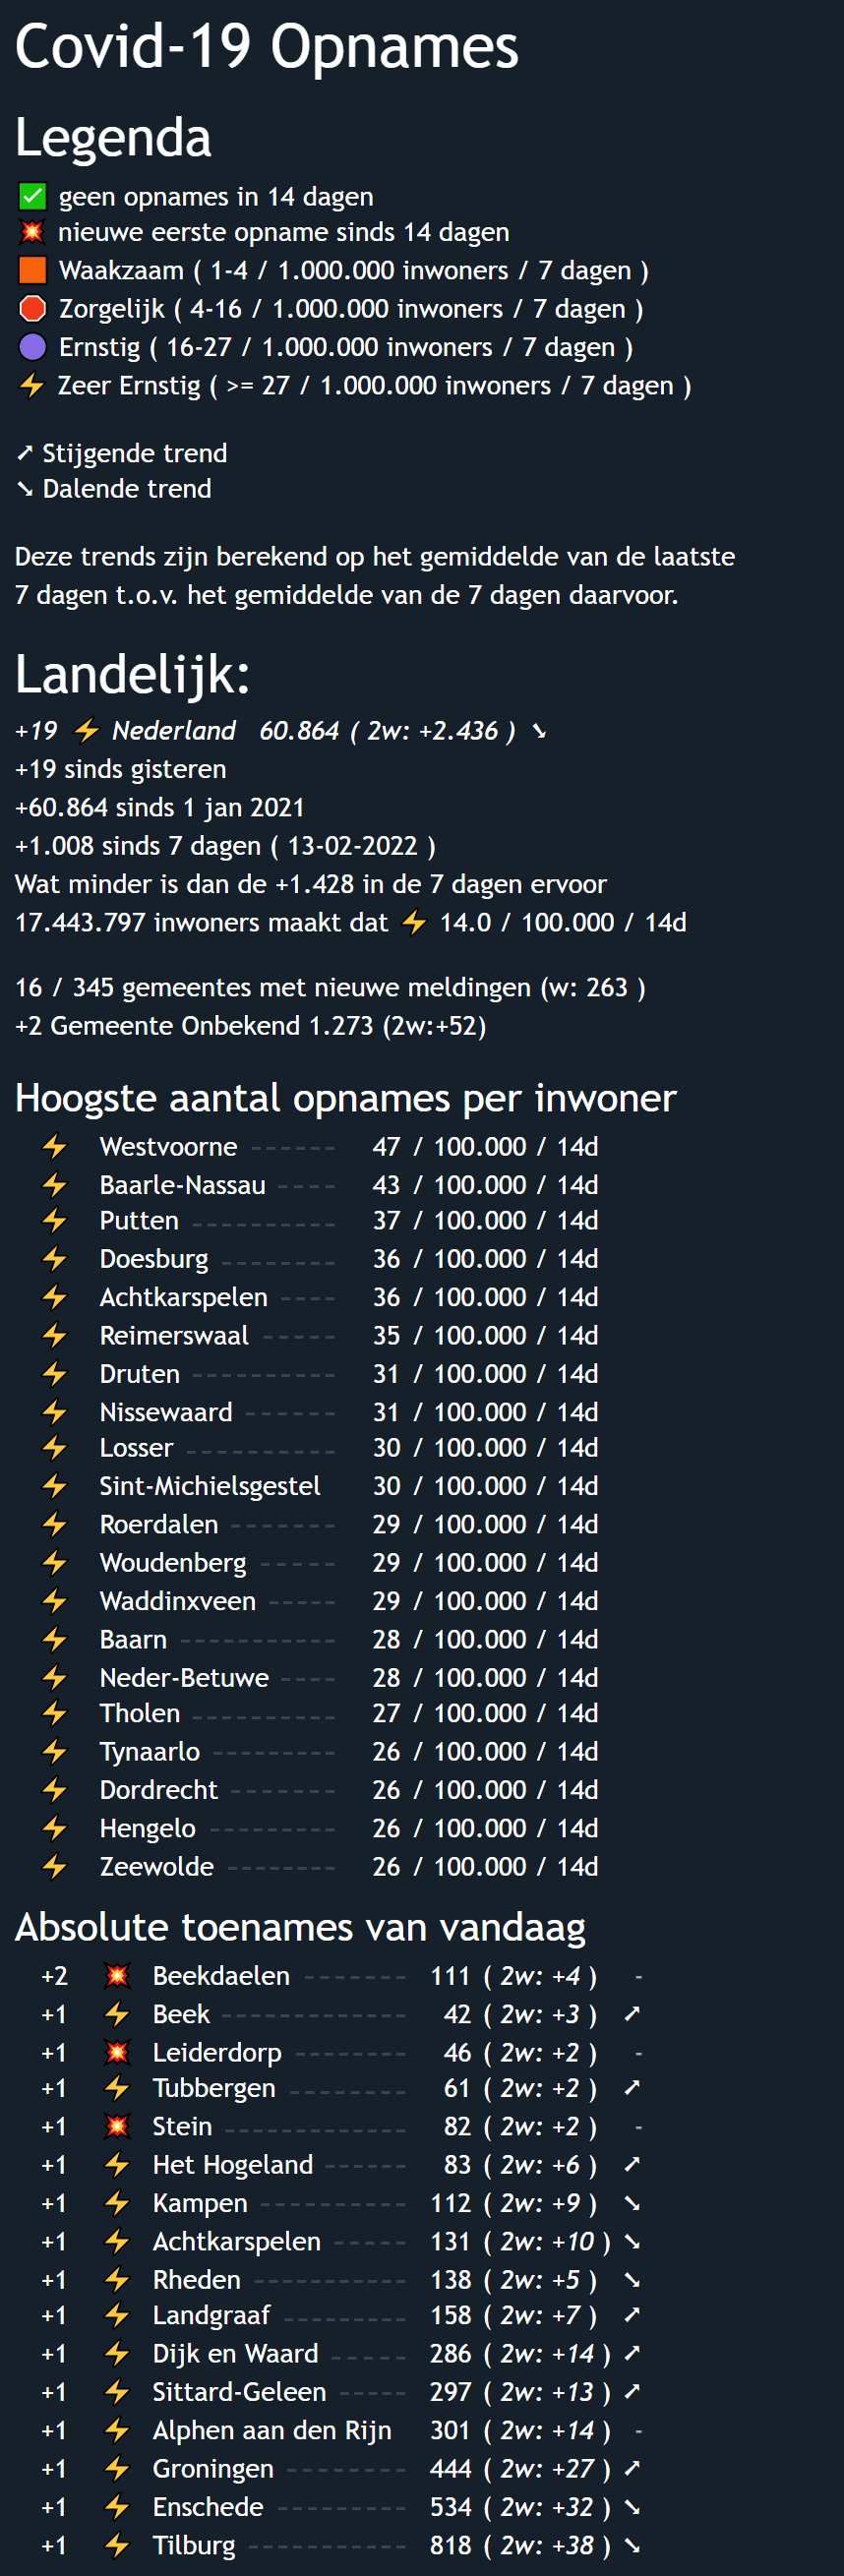 Covid-19 Opnames
Legenda
✅ geen opnames in 14 dagen
💥 nieuwe eerste opname sinds 14 dagen
🟧 Waakzaam ( 1-4 / 1.000.000 inwoners / 7 dagen )
🛑 Zorgelijk ( 4-16 / 1.000.000 inwoners / 7 dagen )
🟣 Ernstig ( 16-27 / 1.000.000 inwoners / 7 dagen )
⚡ Zeer Ernstig ( >= 27 / 1.000.000 inwoners / 7 dagen )
➚ Stijgende trend
➘ Dalende trend
Deze trends zijn berekend op het gemiddelde van de laatste
7 dagen t.o.v. het gemiddelde van de 7 dagen daarvoor.
Landelijk:
+19 ⚡ Nederland 60.864 ( 2w: +2.436 ) ➘
+19 sinds gisteren
+60.864 sinds 1 jan 2021
+1.008 sinds 7 dagen ( 13-02-2022 )
Wat minder is dan de +1.428 in de 7 dagen ervoor
17.443.797 inwoners maakt dat ⚡ 14.0 / 100.000 / 14d
16 / 345 gemeentes met nieuwe meldingen (w: 263 )
+2 Gemeente Onbekend 1.273 (2w:+52)
Hoogste aantal opnames per inwoner
⚡ Westvoorne ------ 47 / 100.000 / 14d
⚡ Baarle-Nassau ---- 43 / 100.000 / 14d
⚡ Putten ---------- 37 / 100.000 / 14d
⚡ Doesburg -------- 36 / 100.000 / 14d
⚡ Achtkarspelen ---- 36 / 100.000 / 14d
⚡ Reimerswaal ----- 35 / 100.000 / 14d
⚡ Druten ---------- 31 / 100.000 / 14d
⚡ Nissewaard ------ 31 / 100.000 / 14d
⚡ Losser ---------- 30 / 100.000 / 14d
⚡ Sint-Michielsgestel 30 / 100.000 / 14d
⚡ Roerdalen ------- 29 / 100.000 / 14d
⚡ Woudenberg ----- 29 / 100.000 / 14d
⚡ Waddinxveen ----- 29 / 100.000 / 14d
⚡ Baarn ----------- 28 / 100.000 / 14d
⚡ Neder-Betuwe ---- 28 / 100.000 / 14d
⚡ Tholen ---------- 27 / 100.000 / 14d
⚡ Tynaarlo -------- 26 / 100.000 / 14d
⚡ Dordrecht ------- 26 / 100.000 / 14d
⚡ Hengelo --------- 26 / 100.000 / 14d
⚡ Zeewolde -------- 26 / 100.000 / 14d
Absolute toenames van vandaag
+2 💥 Beekdaelen ------- 111 ( 2w: +4 ) -
+1 ⚡ Beek ------------- 42 ( 2w: +3 ) ➚
+1 💥 Leiderdorp -------- 46 ( 2w: +2 ) -
+1 ⚡ Tubbergen -------- 61 ( 2w: +2 ) ➚
+1 💥 Stein ------------- 82 ( 2w: +2 ) -
+1 ⚡ Het Hogeland ------ 83 ( 2w: +6 ) ➚
+1 ⚡ Kampen ---------- 112 ( 2w: +9 ) ➘
+1 ⚡ Achtkarspelen ----- 131 ( 2w: +10 ) ➘
+1 ⚡ Rheden ----------- 138 ( 2w: +5 ) ➘
+1 ⚡ Landgraaf -------- 158 ( 2w: +7 ) ➚
+1 ⚡ Dijk en Waard ----- 286 ( 2w: +14 ) ➚
+1 ⚡ Sittard-Geleen ----- 297 ( 2w: +13 ) ➚
+1 ⚡ Alphen aan den Rijn 301 ( 2w: +14 ) -
+1 ⚡ Groningen -------- 444 ( 2w: +27 ) ➚
+1 ⚡ Enschede --------- 534 ( 2w: +32 ) ➘
+1 ⚡ Tilburg ----------- 818 ( 2w: +38 ) ➘